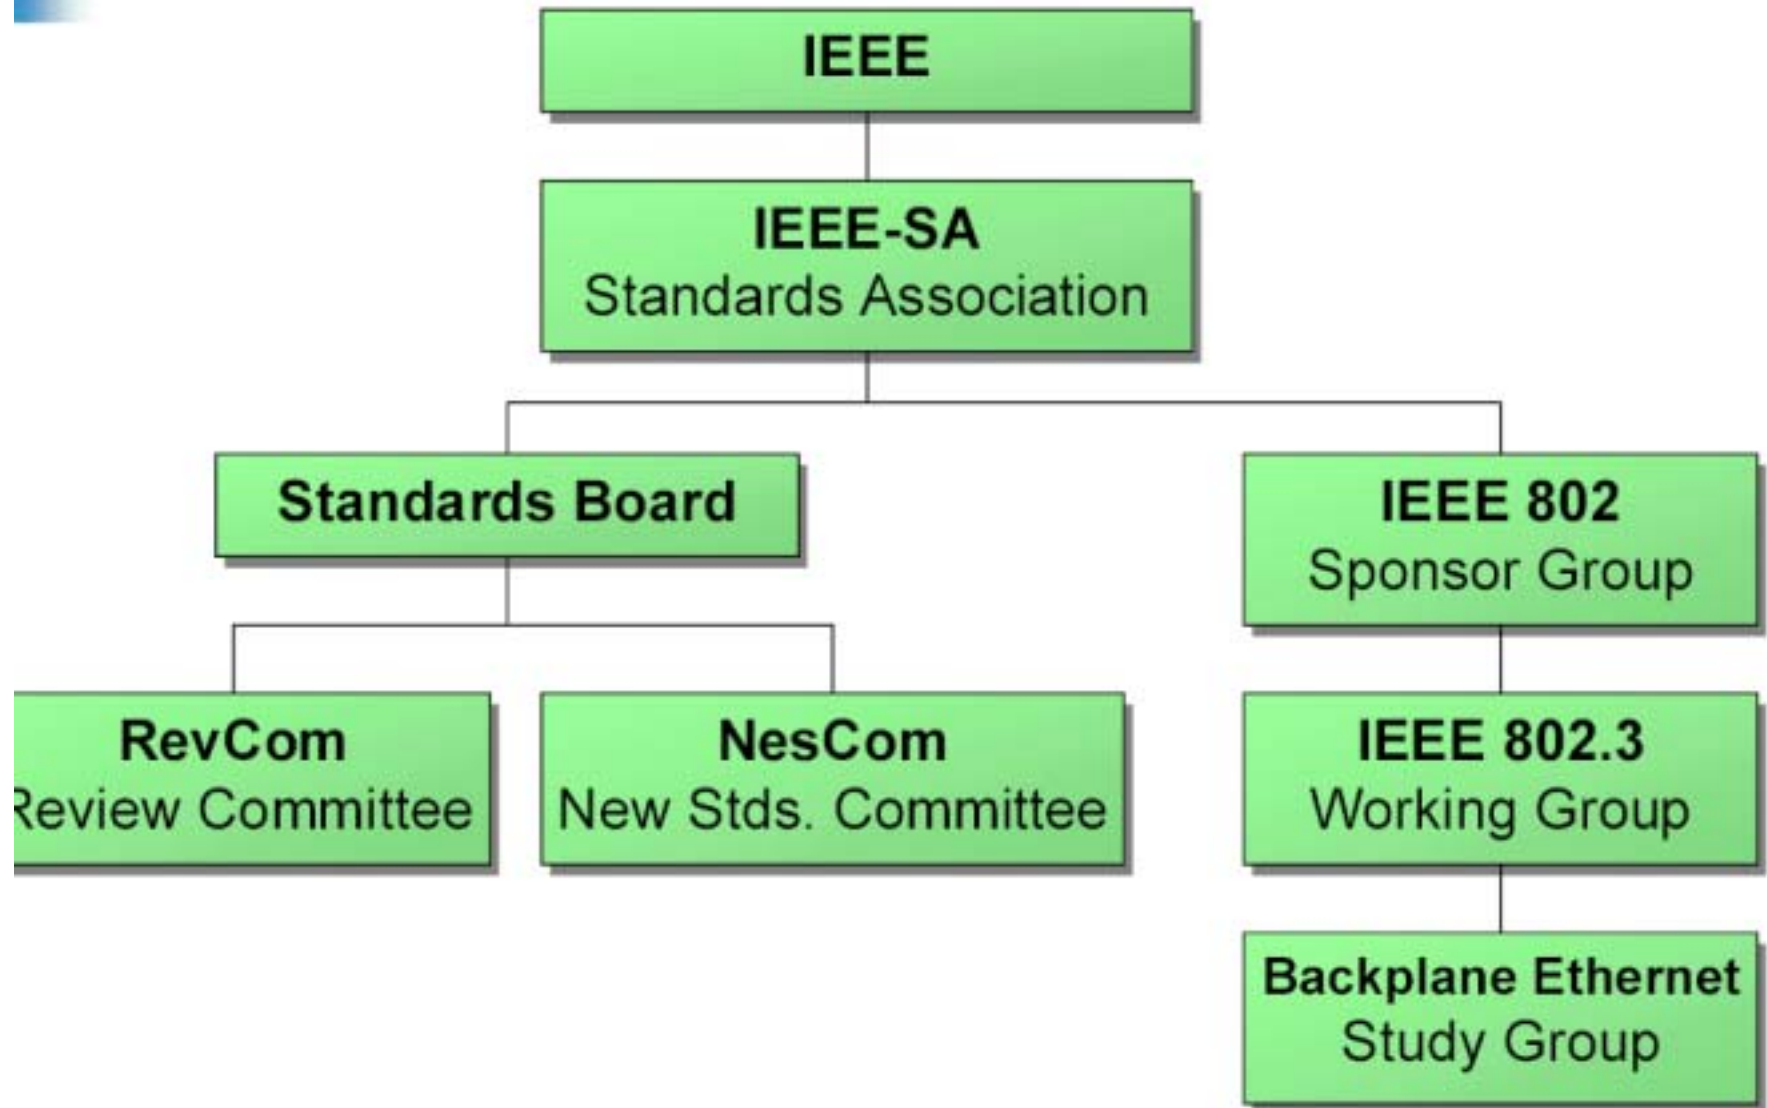 IEEE
IEEE-SA
Standards Association
Standards Board
IEEE 802
Sponsor Group
RevCom
Review Committee
NesCom
New Stds. Committee
IEEE 802.3
Working Group
Backplane Ethernet
Study Group